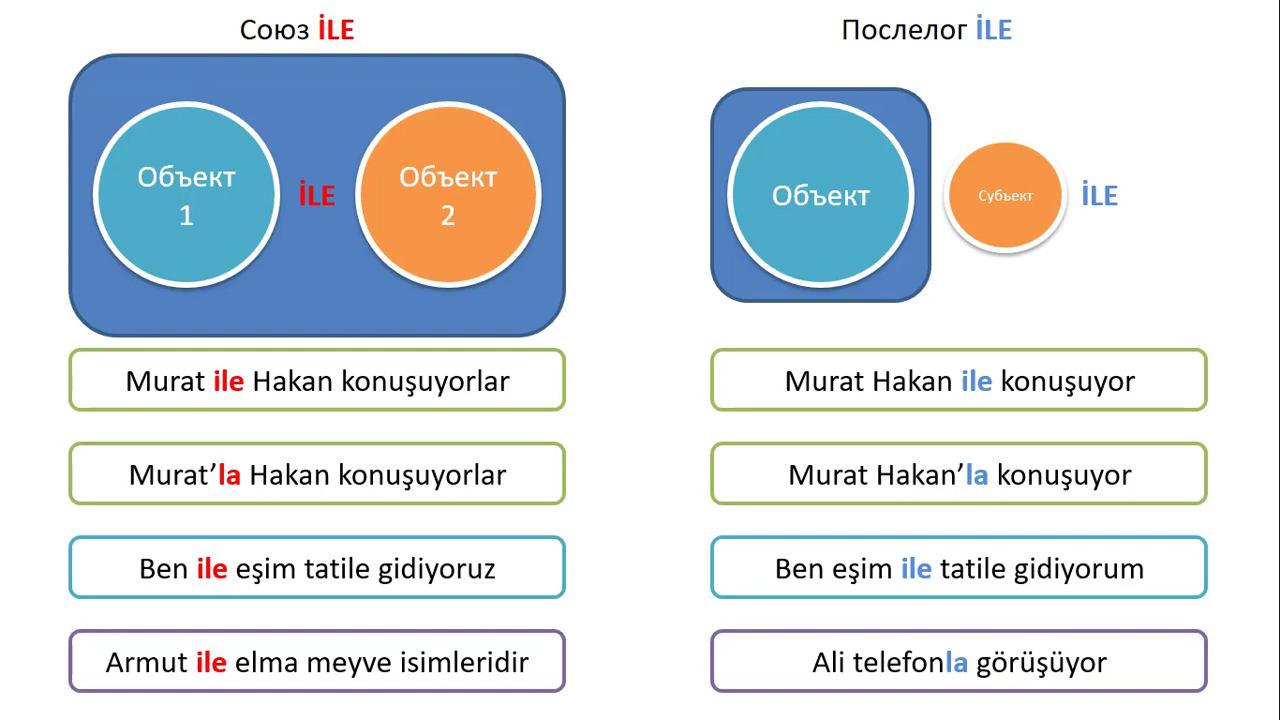 Союз İLE
Объект
1
İLE
Объект
2
Murat ile Hakan konuşuyorlar
Murat’la Hakan konuşuyorlar
Ben ile eşim tatile gidiyoruz
Armut ile elma meyve isimleridir
Послелог İLE
Объект
Субъект
İLE
Murat Hakan ile konuşuyor
Murat Hakan’la konuşuyor
Ben eşim ile tatile gidiyorum
Ali telefonla görüşüyor